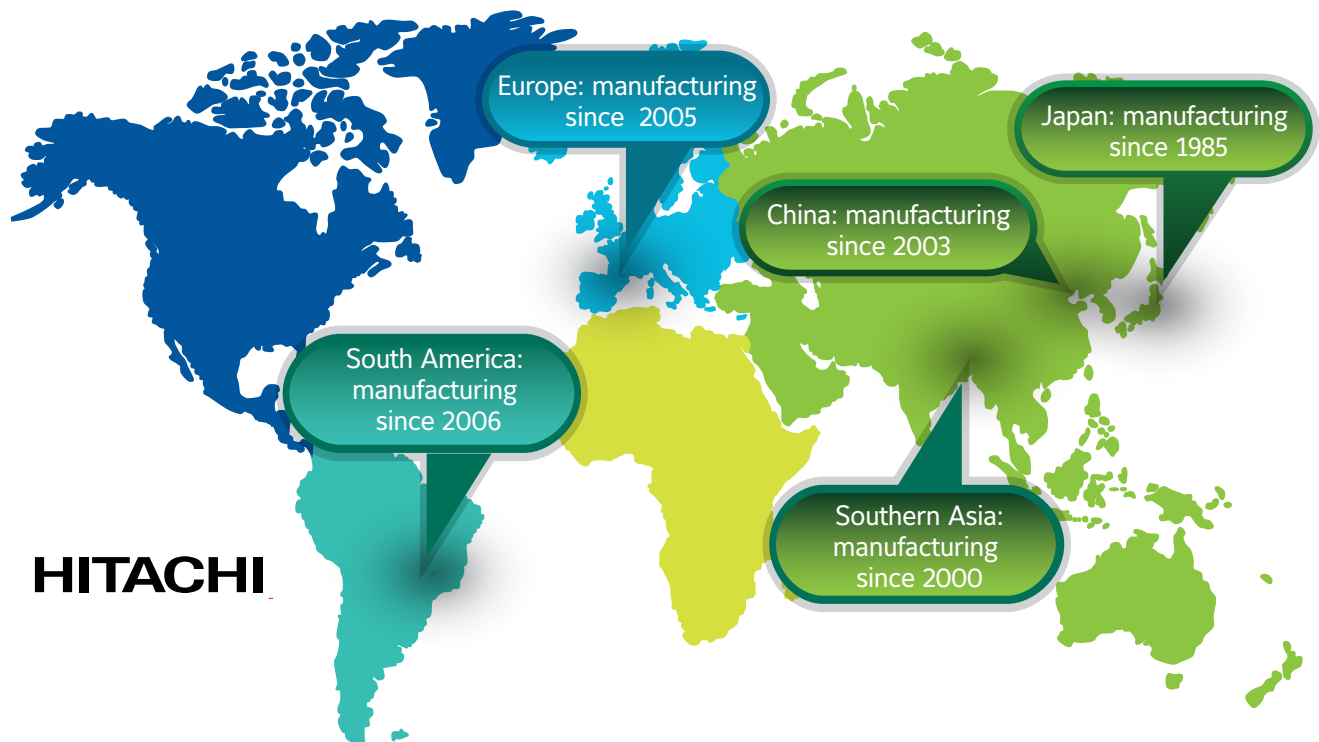 Europe: manufacturing
since 2005
Japan: manufacturing
since 1985
China: manufacturing
since 2003
South America:
manufacturing
since 2006
Southern Asia:
manufacturing
since 2000
HITACHI